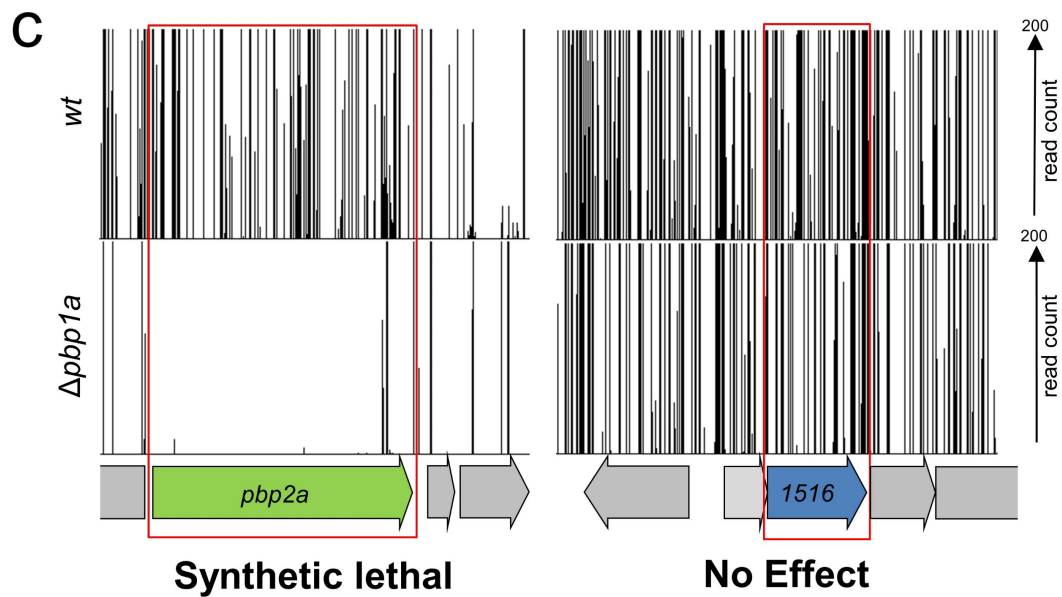 C
wt
200
read count
Δpbp1a
200
read count
pbp2a
1516
Synthetic lethal
No Effect